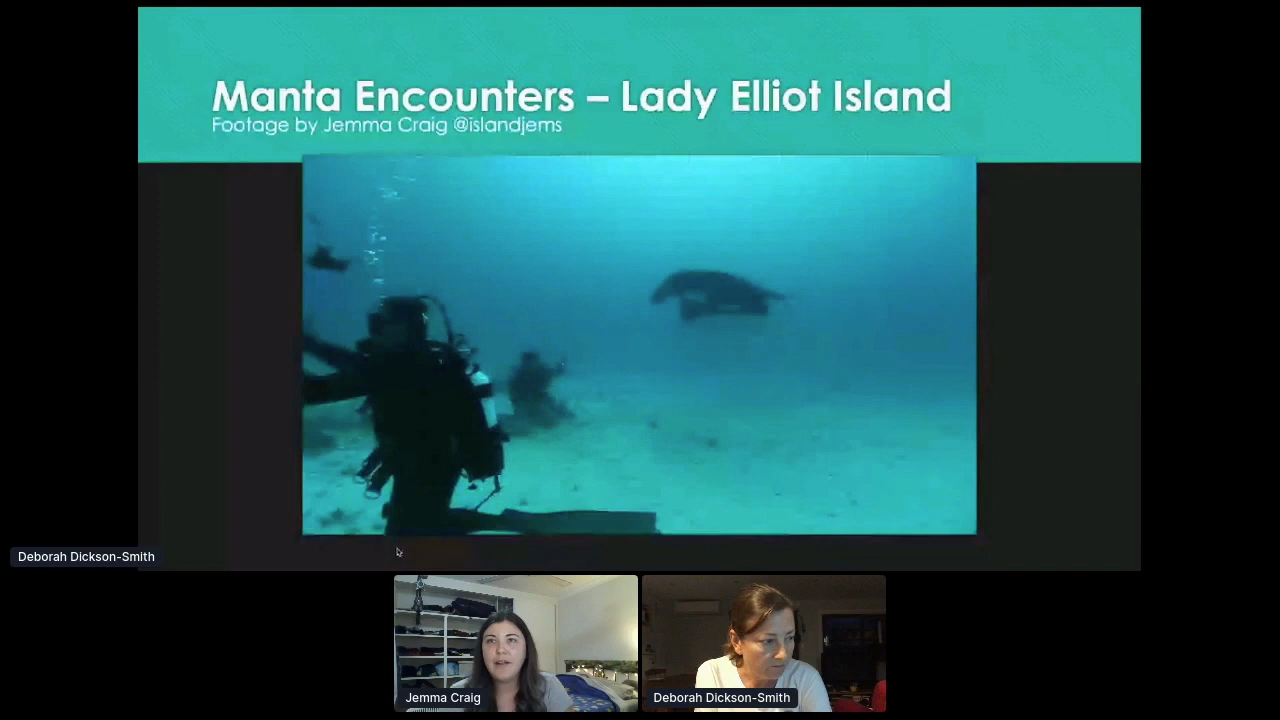 Manta Encounters – Lady Elliot Island
Footage by Jemma Craig @islandjems
Deborah Dickson-Smith
Jemma Craig
Deborah Dickson-Smith